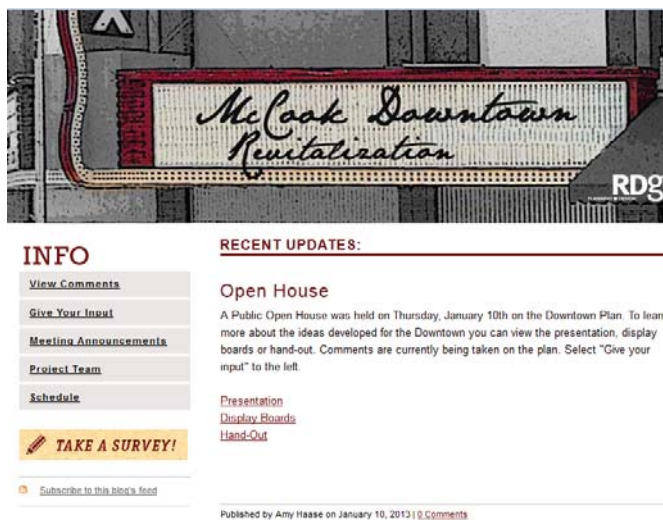 McCook Downtown
Revitalization
RDg
PLANNING DESIGN
INFO
View Comments
Give Your Input
Meeting Announcements
Project Team
Schedule
TAKE A SURVEY!
Subscribe to this blog's feed
RECENT UPDATES:
Open House
A Public Open House was held on Thursday, January 10th on the Downtown Plan. To lear
more about the ideas developed for the Downtown you can view the presentation, display
boards or hand-out. Comments are currently being taken on the plan. Select "Give your
input" to the left.
Presentation
Display Boards
Hand-Out
Published by Amy Haase on January 10, 2013 | 0 Comments